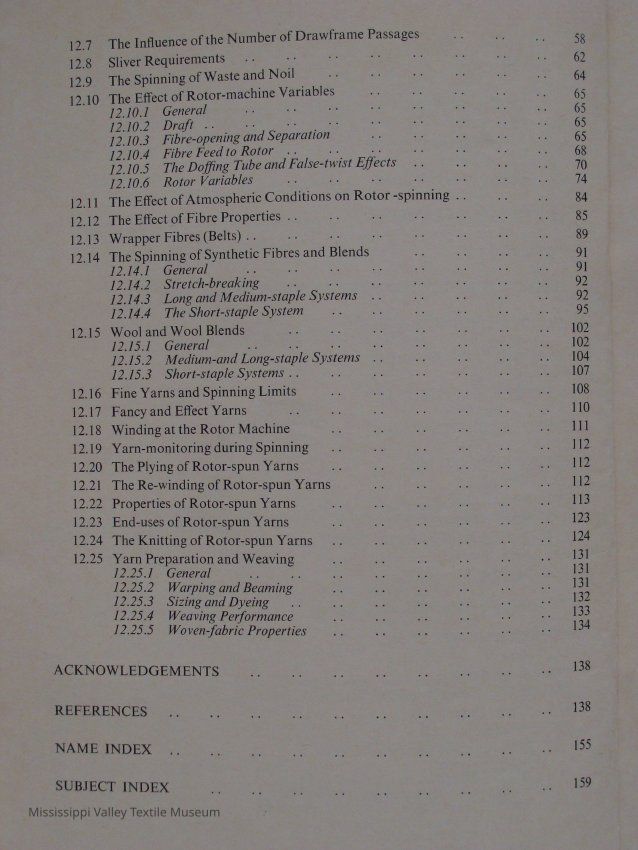 12.7 The Influence of the Number of Drawframe Passages .. .. .. 58
12.8 Sliver Requirements .. .. .. .. .. .. .. .. 62
12.9 The Spinning of Waste and Noil .. .. .. .. .. .. 64
12.10 The Effect of Rotor-machine Variables .. .. .. .. .. 65
12.10.1 General .. .. .. .. .. .. .. .. 65
12.10.2 Draft .. .. .. .. .. .. .. .. .. 65
12.10.3 Fibre-opening and Separation .. .. .. .. .. 65
12.10.4 Fibre Feed to Rotor .. .. .. .. .. .. .. 68
12.10.5 The Doffing Tube and False-twist Effects .. .. .. .. 70
12.10.6 Rotor Variables .. .. .. .. .. .. .. 74
12.11 The Effect of Atmospheric Conditions on Rotor-spinning .. .. .. 84
12.12 The Effect of Fibre Properties .. .. .. .. .. .. .. 85
12.13 Wrapper Fibres (Belts) .. .. .. .. .. .. .. .. 89
12.14 The Spinning of Synthetic Fibres and Blends .. .. .. .. 91
12.14.1 General .. .. .. .. .. .. .. .. 91
12.14.2 Stretch-breaking .. .. .. .. .. .. .. 92
12.14.3 Long and Medium-staple Systems .. .. .. .. .. 92
12.14.4 The Short-staple System .. .. .. .. .. .. 95
12.15 Wool and Wool Blends .. .. .. .. .. .. .. 102
12.15.1 General .. .. .. .. .. .. .. .. 102
12.15.2 Medium-and Long-staple Systems .. .. .. .. .. 104
12.15.3 Short-staple Systems .. .. .. .. .. .. .. 107
12.16 Fine Yarns and Spinning Limits .. .. .. .. .. .. 108
12.17 Fancy and Effect Yarns .. .. .. .. .. .. .. 110
12.18 Winding at the Rotor Machine .. .. .. .. .. .. 111
12.19 Yarn-monitoring during Spinning .. .. .. .. .. .. 112
12.20 The Plying of Rotor-spun Yarns .. .. .. .. .. .. 112
12.21 The Re-winding of Rotor-spun Yarns .. .. .. .. .. 112
12.22 Properties of Rotor-spun Yarns .. .. .. .. .. .. 113
12.23 End-uses of Rotor-spun Yarns .. .. .. .. .. .. 123
12.24 The Knitting of Rotor-spun Yarns .. .. .. .. .. .. 124
12.25 Yarn Preparation and Weaving .. .. .. .. .. .. 131
12.25.1 General .. .. .. .. .. .. .. .. 131
12.25.2 Warping and Beaming .. .. .. .. .. .. 131
12.25.3 Sizing and Dyeing .. .. .. .. .. .. .. 132
12.25.4 Weaving Performance .. .. .. .. .. .. 133
12.25.5 Woven-fabric Properties .. .. .. .. .. .. 134
ACKNOWLEDGEMENTS .. .. .. .. .. .. .. .. 138
REFERENCES .. .. .. .. .. .. .. .. .. .. 138
NAME INDEX .. .. .. .. .. .. .. .. .. .. 155
SUBJECT INDEX .. .. .. .. .. .. .. .. .. 159
Mississippi Valley Textile Museum